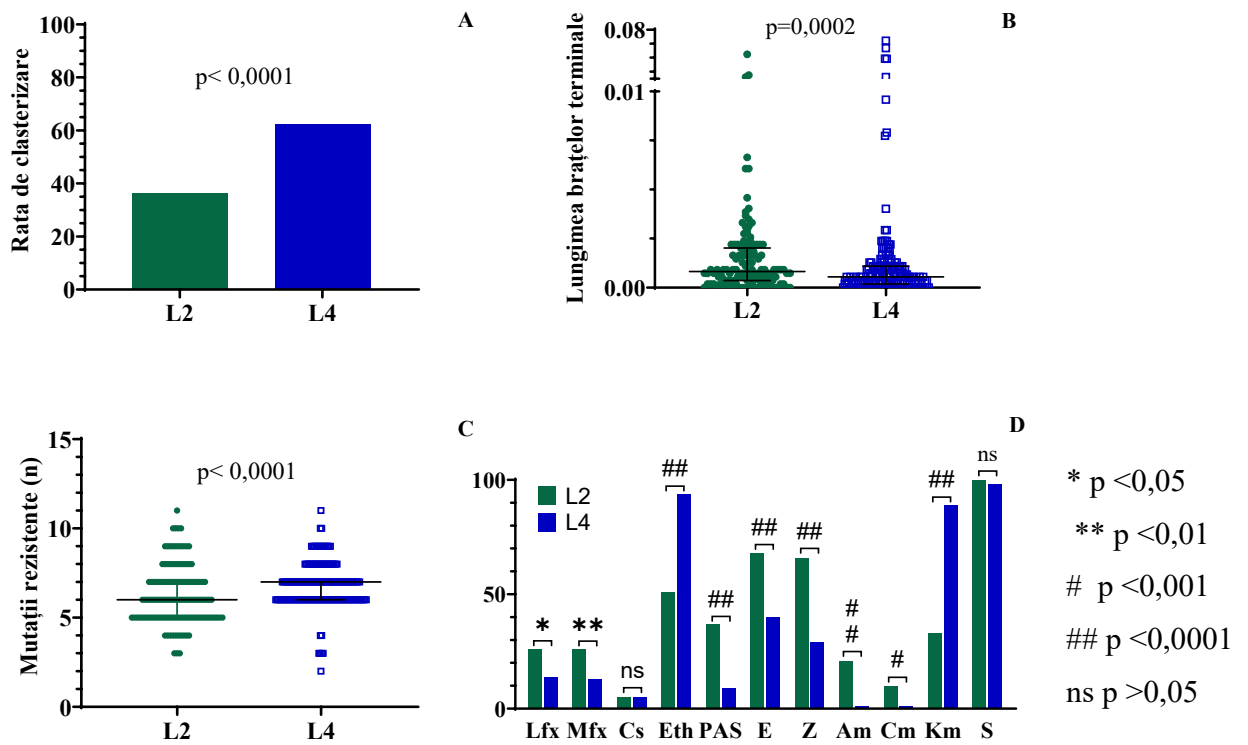 A
Rata de clasterizare
100
80
60
40
20
0
p< 0,0001
L2
L4
B
Lungimea brațelor terminale
0.08
0.01
0.00
p=0,0002
L2
L4
C
Mutații rezistente (n)
15
10
5
0
p< 0,0001
L2
L4
D
100
50
0
L2
L4
*
**
ns
##
##
##
##
#
#
#
##
ns
Lfx Mfx Cs Eth PAS E Z Am Cm Km S
* p <0,05
** p <0,01
# p <0,001
## p <0,0001
ns p >0,05